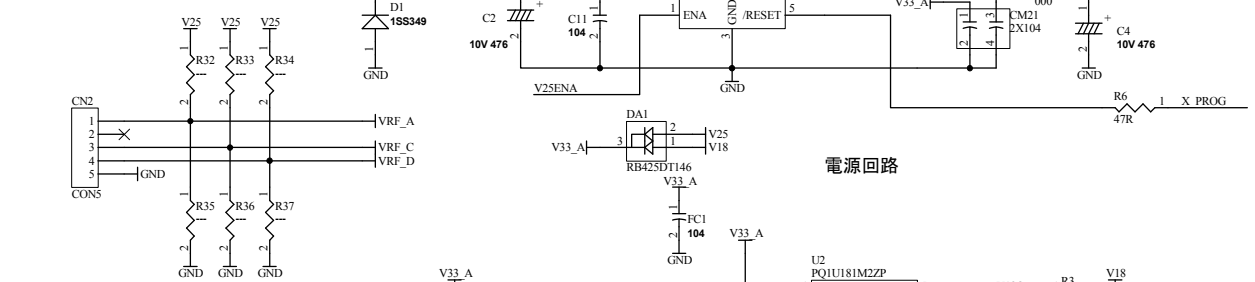 V25 V25 V25
D1
1SS349
C2
10V 476
C11
104
ENA
GND
/RESET
5
1
3
V33_A
CM21
2X104
C4
10V 476
GND
GND
GND
R32
---
R33
---
R34
---
V25ENA
R6
47R
1 X_PROG
CN2
1
2
3
4
5
CON5
VRF_A
VRF_C
VRF_D
GND
DA1
V33_A
3
2
1
V25
V18
RB425DT146
電源回路
V33_A
FC1
104
GND
R35
---
R36
---
R37
---
GND GND GND
V33_A
V33_A
U2
PQ1U181M2ZP
R3
V18